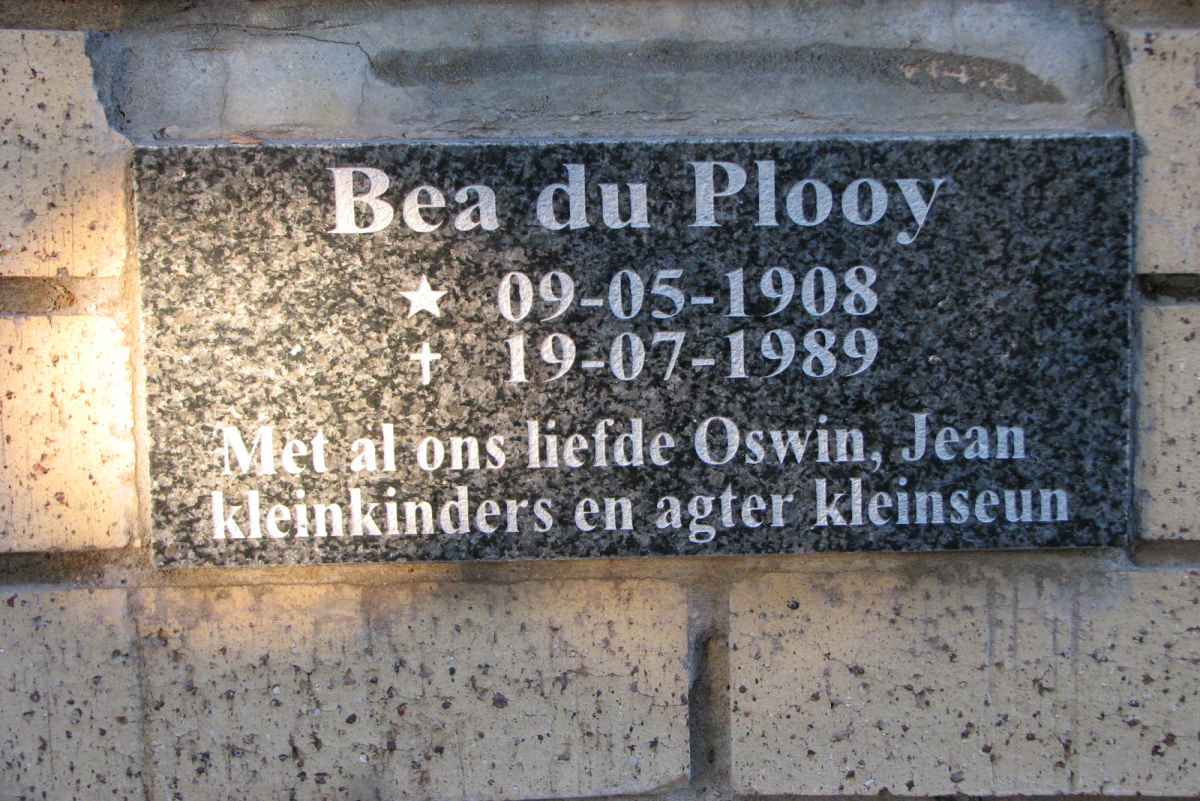 Bea du Plooy
★ 09-05-1908
✝ 19-07-1989
Met al ons liefde Oswin, Jean
kleinkinders en agter kleinseun